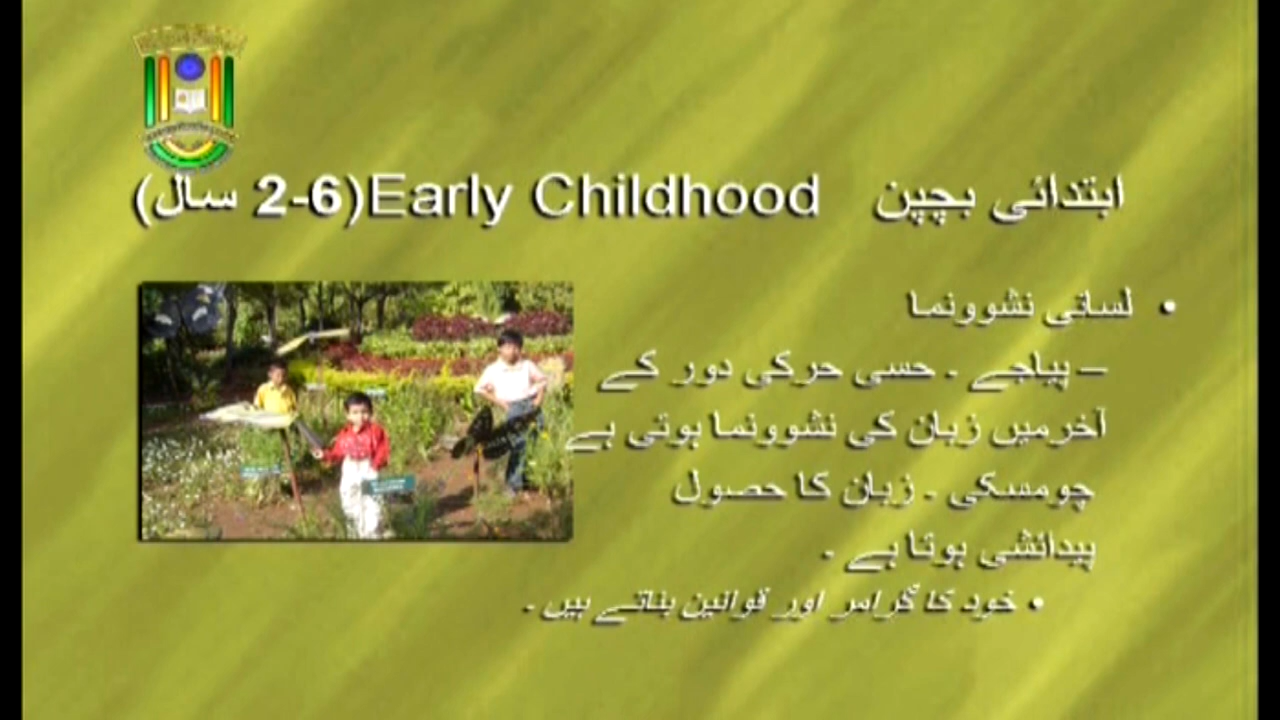 ابتدائی بچپن Early Childhood(2-6 سال)
• لسانی نشوونما
– پیاجے ۔ حسی حرکی دور کے
آخرمیں زبان کی نشوونما ہوتی ہے
چومسکی ۔ زبان کا حصول
پیدائشی ہوتا ہے ۔
• خود کا گرامر اور قوانین بناتے ہیں ۔